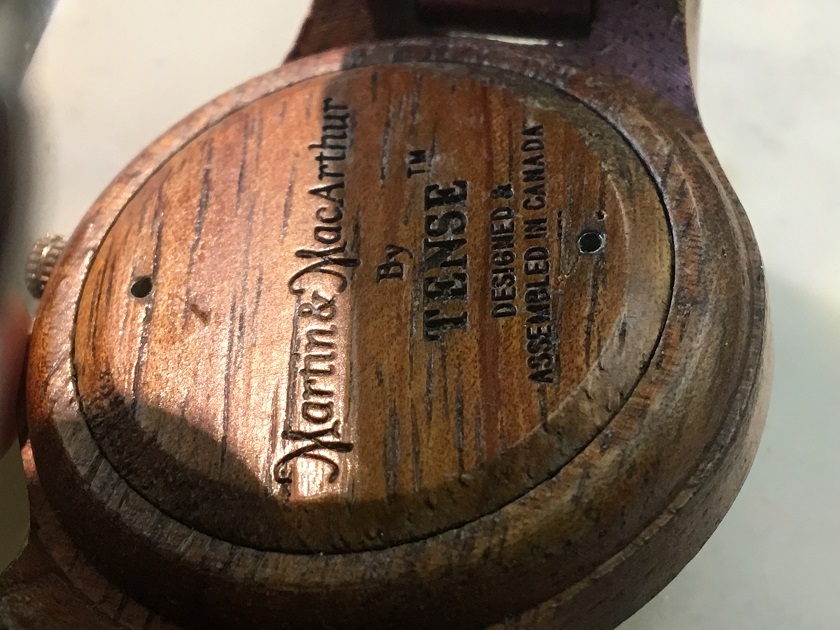 Martin & MacArthur
By
TENSE™
DESIGNED &
ASSEMBLED IN CANADA